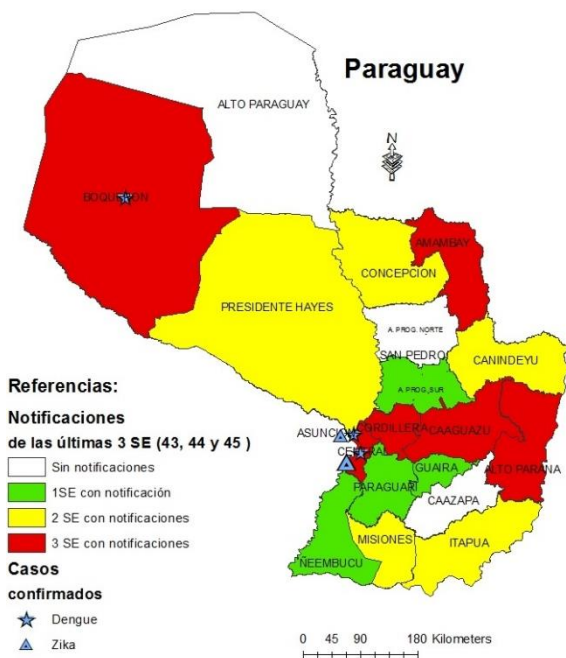 Paraguay
N
ALTO PARAGUAY
BOQUERON
AMAMBAY
CONCEPCION
PRESIDENTE HAYES
A. PROG. NORTE
SAN PEDRO
CANINDEYU
A. PROG. SUR
ASUNCION
CORDILLERA
CAAGUAZU
CENTRAL
GUAIRA
ALTO PARANA
PARAGUARI
CAAZAPA
MISIONES
ITAPUA
ÑEEMBUCU
Referencias:
Notificaciones
de las últimas 3 SE (43, 44 y 45 )
Sin notificaciones
1SE con notificación
2 SE con notificaciones
3 SE con notificaciones
Casos
confirmados
Dengue
Zika
0 45 90 180 Kilometers